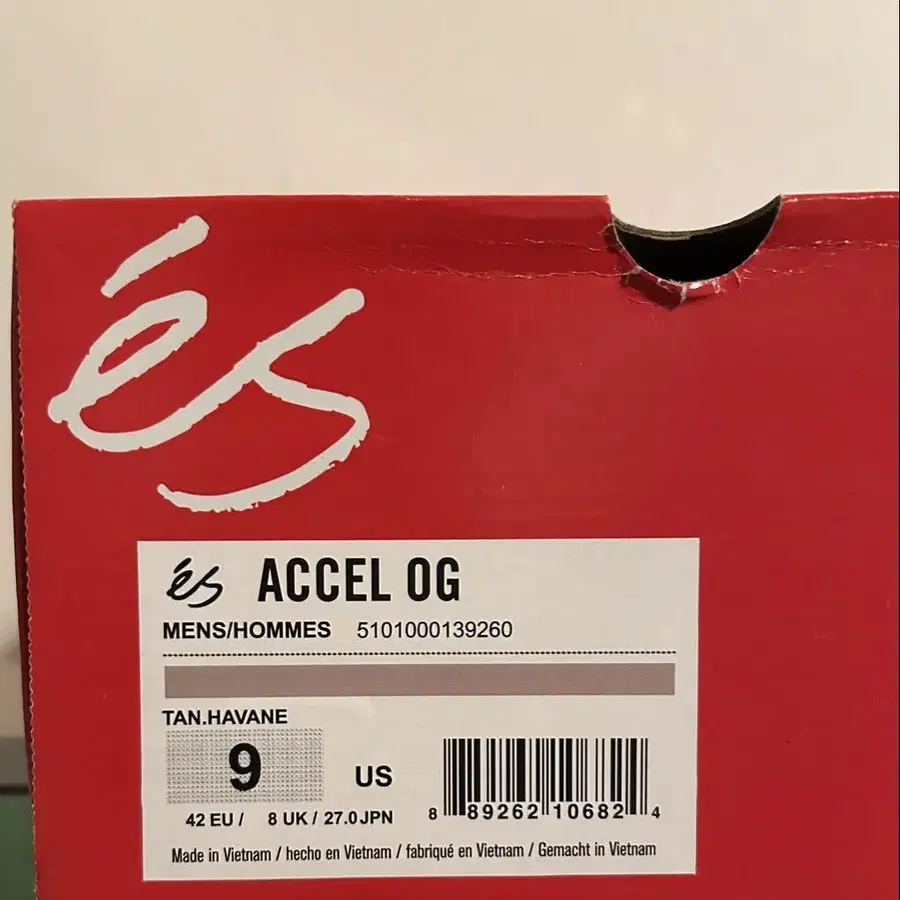 és
és ACCEL OG
MENS/HOMMES 5101000139260
TAN.HAVANE
9 US
42 EU / 8 UK / 27.0 JPN
8 89262 10682 4
Made in Vietnam / hecho en Vietnam / fabriqué en Vietnam / Gemacht in Vietnam